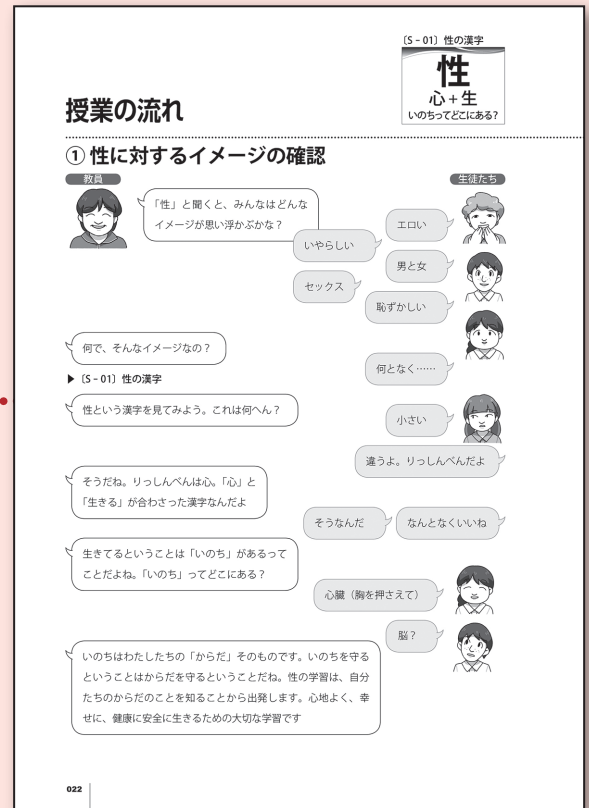 〔S‐01〕性の漢字
性
心+生
いのちってどこにある?
授業の流れ
① 性に対するイメージの確認
教員
生徒たち
「性」と聞くと、みんなはどんな
イメージが思い浮かぶかな?
エロい
いやらしい
男と女
セックス
恥ずかしい
何で、そんなイメージなの?
何となく……
▶〔S‐01〕性の漢字
性という漢字を見てみよう。これは何へん?
小さい
違うよ。りっしんべんだよ
そうだね。りっしんべんは心。「心」と
「生きる」が合わさった漢字なんだよ
そうなんだ
なんとなくいいね
生きてるということは「いのち」があるって
ことだよね。「いのち」ってどこにある?
心臓(胸を押さえて)
脳?
いのちはわたしたちの「からだ」そのものです。いのちを守る
ということはからだを守るということだね。性の学習は、自分
たちのからだのことを知ることから出発します。心地よく、幸
せに、健康に安全に生きるための大切な学習です
022